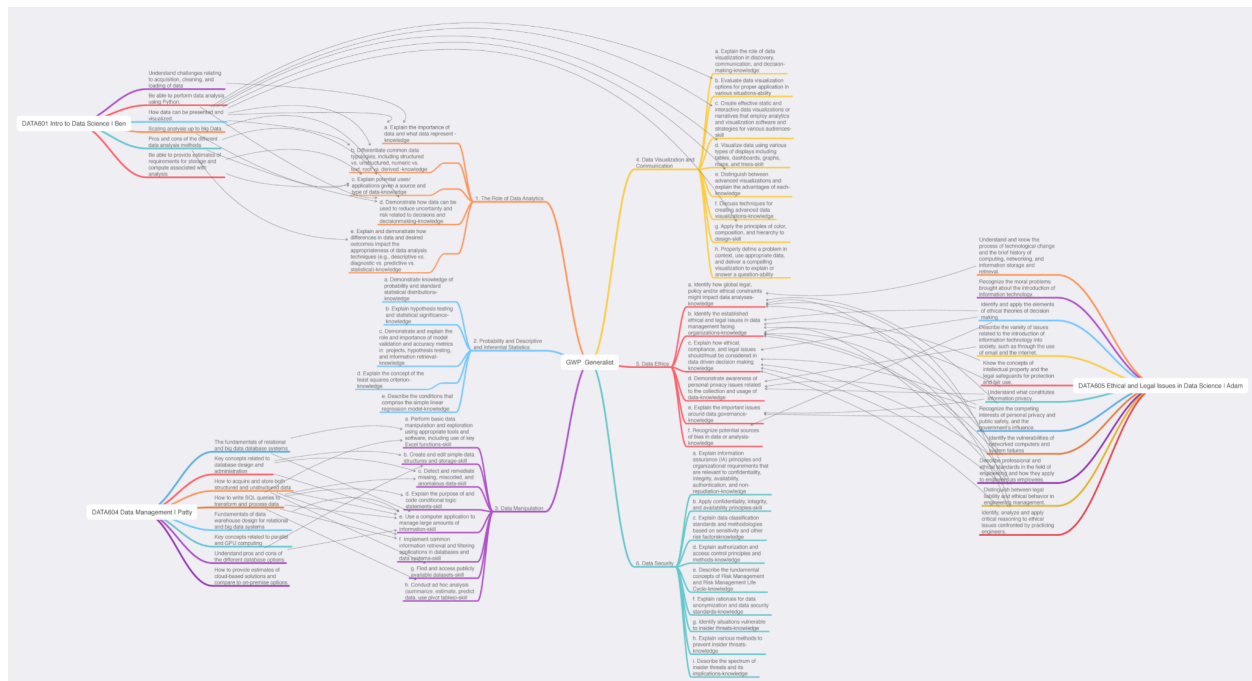 DATA601 Intro to Data Science | Ben
Understand challenges relating
to acquisition, cleaning, and
loading of data
Be able to perform data analysis
using Python
How data can be presented and
visualized
Scaling analysis up to Big Data
Pros and cons of the different
data analysis methods
Be able to provide estimates of
requirements for storage and
compute associated with
analysis
a. Explain the importance of
data and what data represent -
knowledge
b. Differentiate common data
typologies, including structured
vs. unstructured, numeric vs.
text, root vs. derived -knowledge
c. Explain potential uses/
applications given a source and
type of data-knowledge
d. Demonstrate how data can be
used to reduce uncertainty and
risk related to decisions and
decisionmaking-knowledge
e. Explain and demonstrate how
differences in data and desired
outcomes impact the
appropriateness of data analysis
techniques (e.g., descriptive vs.
diagnostic vs. predictive vs.
statistical)-knowledge
1. The Role of Data Analytics
a. Demonstrate knowledge of
probability and standard
statistical distributions-
knowledge
b. Explain hypothesis testing
and statistical significance-
knowledge
c. Demonstrate and explain the
role and importance of model
validation and accuracy metrics
in projects, hypothesis testing,
and information retrieval-
knowledge
d. Explain the concept of the
least squares criterion-
knowledge
e. Describe the conditions that
comprise the simple linear
regression model-knowledge
2. Probability and Descriptive
and Inferential Statistics
DATA604 Data Management | Patty
The fundamentals of relational
and big data database systems,
Key concepts related to
database design and
administration
How to acquire and store both
structured and unstructured data
How to write SQL queries to
transform and process data
Fundamentals of data
warehouse design for relational
and big data systems
Key concepts related to parallel
and GPU computing
Understand pros and cons of
the different database options.
How to provide estimates of
cloud-based solutions and
compare to on-premise options.
a. Perform basic data
manipulation and exploration
using appropriate tools and
software, including use of key
Excel functions-skill
b. Create and edit simple data
structures and storage-skill
c. Detect and remediate
missing, miscoded, and
anomalous data-skill
d. Explain the purpose of and
code conditional logic
statements-skill
e. Use a computer application to
manage large amounts of
information-skill
f. Implement common
information retrieval and filtering
applications in databases and
data systems-skill
g. Find and access publicly
available datasets-skill
h. Conduct ad hoc analysis
(summarize, estimate, predict
data, use pivot tables)-skill
3. Data Manipulation
GWP Generalist
4. Data Visualization and
Communication
a. Explain the role of data
visualization in discovery,
communication, and decision-
making-knowledge
b. Evaluate data visualization
options for proper application in
various situations-ability
c. Create effective static and
interactive data visualizations or
narratives that employ analytics
and visualization software and
strategies for various audiences-
skill
d. Visualize data using various
types of displays including
tables, dashboards, graphs,
maps, and trees-skill
e. Distinguish between
advanced visualizations and
explain the advantages of each-
knowledge
f. Discuss techniques for
creating advanced data
visualizations-knowledge
g. Apply the principles of color,
composition, and hierarchy to
design-skill
h. Properly define a problem in
context, use appropriate data,
and deliver a compelling
visualization to explain or
answer a question-ability
5. Data Ethics
a. Identify how global legal,
policy and/or ethical constraints
might impact data analyses-
knowledge
b. Identify the established
ethical and legal issues in data
management facing
organizations-knowledge
c. Explain how ethical,
compliance, and legal issues
should/must be considered in
data driven decision making
knowledge
d. Demonstrate awareness of
personal privacy issues related
to the collection and usage of
data-knowledge
e. Explain the important issues
around data governance-
knowledge
f. Recognize potential sources
of bias in data or analysis-
knowledge
6. Data Security
a. Explain information
assurance (IA) principles and
organizational requirements that
are relevant to confidentiality,
integrity, availability,
authentication, and non-
repudiation-knowledge
b. Apply confidentiality, integrity,
and availability principles-skill
c. Explain data classification
standards and methodologies
based on sensitivity and other
risk factorsknowledge
d. Explain authorization and
access control principles and
methods-knowledge
e. Describe the fundamental
concepts of Risk Management
and Risk Management Life
Cycle-knowledge
f. Explain rationale for data
anonymization and data security
standards-knowledge
g. Identify situations vulnerable
to insider threats-knowledge
h. Explain various methods to
prevent insider threats-
knowledge
i. Describe the spectrum of
insider threats and its
implications-knowledge
Understand and know the
process of technological change
and the brief history of
computing, networking, and
information storage and
retrieval.
Recognize the moral problems
brought about the introduction of
information technology.
Identify and apply the elements
of ethical theories of decision
making
Describe the variety of issues
related to the introduction of
information technology into
society, such as through the use
of email and the internet.
Know the concepts of
intellectual property and the
legal safeguards for protection
and fair use.
Understand what constitutes
information privacy.
Recognize the competing
interests of personal privacy and
public safety, and the
government's influence
Identify the vulnerabilities of
networked computers and
system failures
Describe professional and
ethical standards in the field of
engineering and how they apply
to engineers as employees.
Distinguish between legal
liability and ethical behavior in
engineering management.
Identify, analyze and apply
critical reasoning to ethical
issues confronted by practicing
engineers.
DATA605 Ethical and Legal Issues in Data Science | Adam